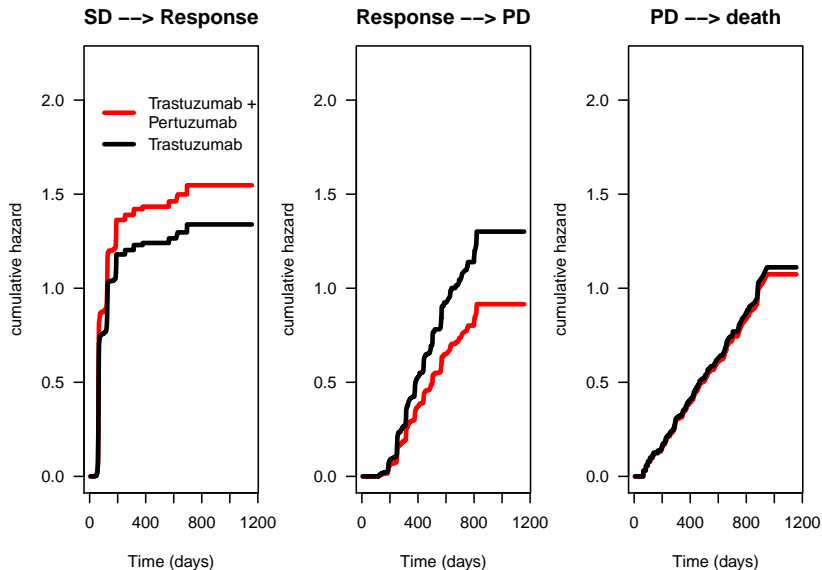 SD −−> Response
Response −−> PD
PD −−> death
cumulative hazard
2.0
1.5
1.0
0.5
0.0
Trastuzumab +
Pertuzumab
Trastuzumab
0 400 800 1200
Time (days)
cumulative hazard
2.0
1.5
1.0
0.5
0.0
0 400 800 1200
Time (days)
cumulative hazard
2.0
1.5
1.0
0.5
0.0
0 400 800 1200
Time (days)